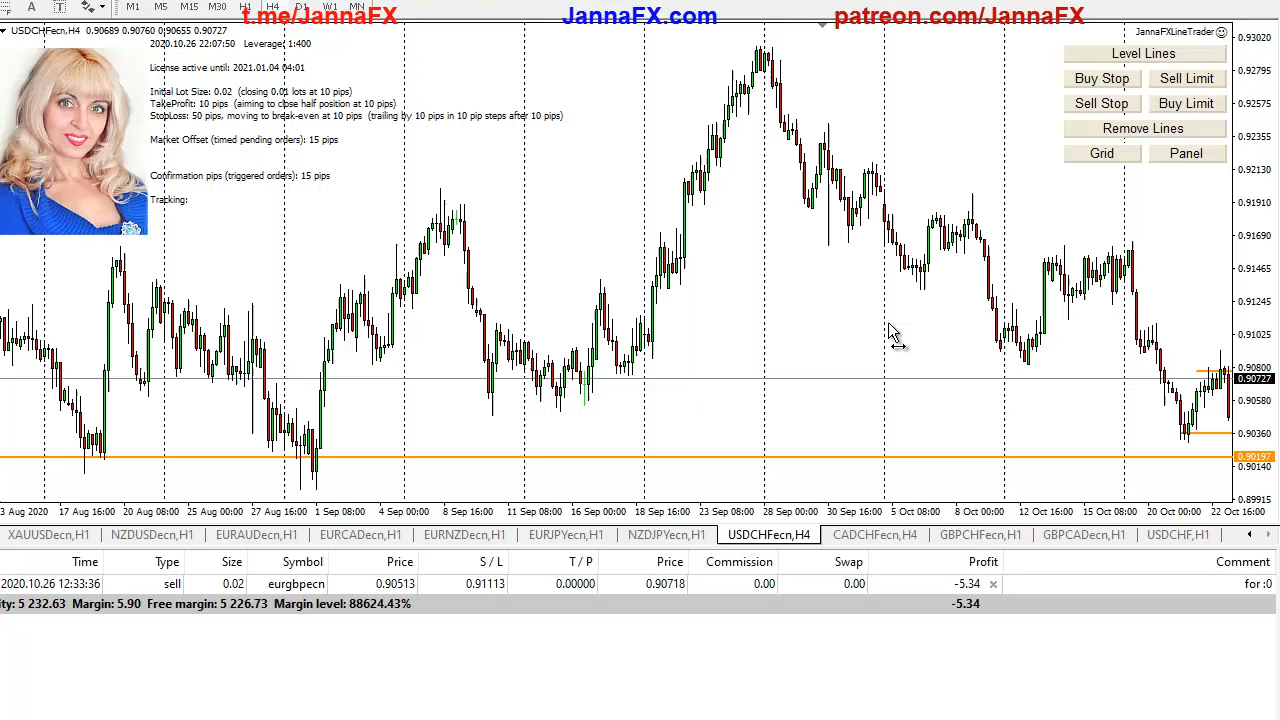 t.me/JannaFX JannaFX.com patreon.com/JannaFX
A T M1 M5 M15 M30 H1 H4 D1 W1 MN
USDCHFecn,H4 0.90689 0.90760 0.90655 0.90727
2020.10.26 22:07:50 Leverage: 1:400
License active until: 2021.01.04 04:01
Initial Lot Size: 0.02 (closing 0.01 lots at 10 pips)
TakeProfit: 10 pips (aiming to close half position at 10 pips)
StopLoss: 50 pips, moving to break-even at 10 pips (trailing by 10 pips in 10 pip steps after 10 pips)
Market Offset (timed pending orders): 15 pips
Confirmation pips (triggered orders): 15 pips
Tracking:
JannaFXLineTrader
Level Lines
Buy Stop Sell Limit
Sell Stop Buy Limit
Remove Lines
Grid Panel
0.93020
0.92795
0.92575
0.92355
0.92130
0.91910
0.91690
0.91465
0.91245
0.91025
0.90800
0.90727
0.90580
0.90360
0.90197
0.90140
0.89915
3 Aug 2020 17 Aug 16:00 20 Aug 08:00 25 Aug 00:00 27 Aug 16:00 1 Sep 08:00 4 Sep 00:00 8 Sep 16:00 11 Sep 08:00 16 Sep 00:00 18 Sep 16:00 23 Sep 08:00 28 Sep 00:00 30 Sep 16:00 5 Oct 08:00 8 Oct 00:00 12 Oct 16:00 15 Oct 08:00 20 Oct 00:00 22 Oct 16:00
XAUUSDecn,H1 NZDUSDecn,H1 EURAUDecn,H1 EURCADecn,H1 EURNZDecn,H1 EURJPYecn,H1 NZDJPYecn,H1 USDCHFecn,H4 CADCHFecn,H4 GBPCHFecn,H1 GBPCADecn,H1 USDCHF,H1
Time Type Size Symbol Price S / L T / P Price Commission Swap Profit Comment
2020.10.26 12:33:36 sell 0.02 eurgbpecn 0.90513 0.91113 0.00000 0.90718 0.00 0.00 -5.34 for:0
ity: 5 232.63 Margin: 5.90 Free margin: 5 226.73 Margin level: 88624.43% -5.34